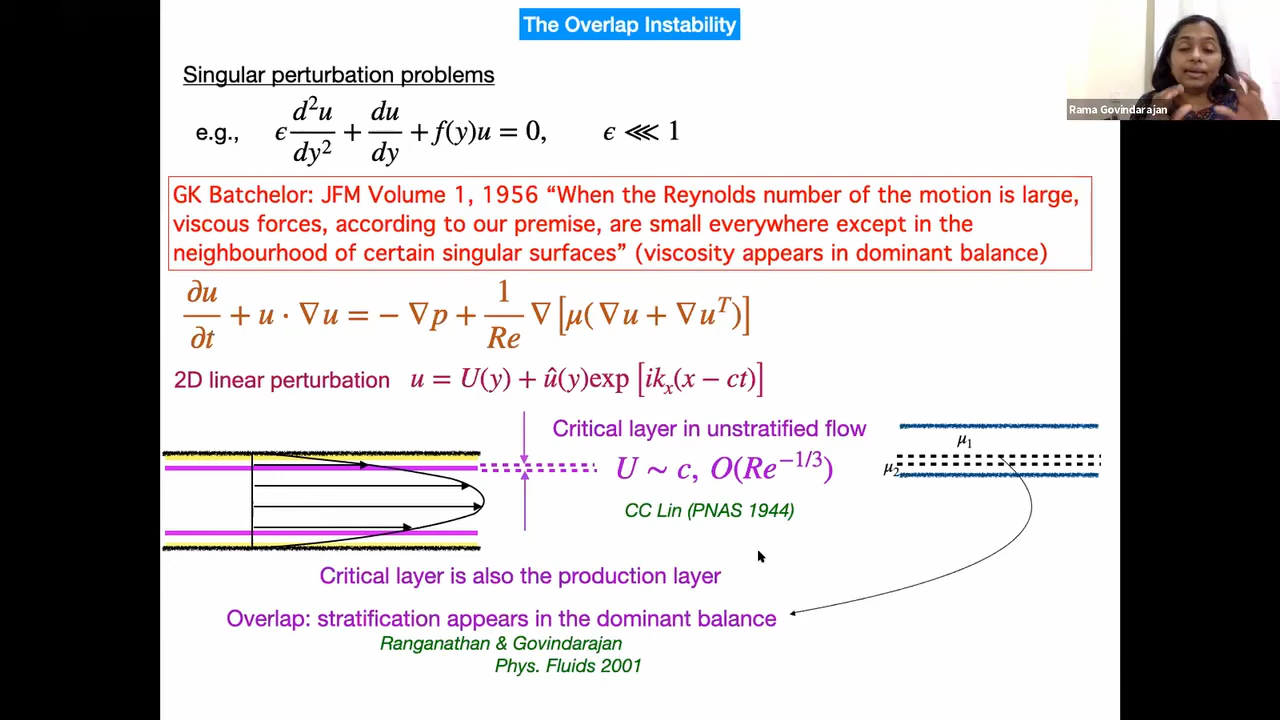 The Overlap Instability
Singular perturbation problems
e.g., ϵ d²u/dy² + du/dy + f(y)u = 0, ϵ ⋘ 1
Rama Govindarajan
GK Batchelor: JFM Volume 1, 1956 “When the Reynolds number of the motion is large,
viscous forces, according to our premise, are small everywhere except in the
neighbourhood of certain singular surfaces” (viscosity appears in dominant balance)
∂u/∂t + u · ∇u = − ∇p + 1/Re ∇[μ(∇u + ∇uᵀ)]
2D linear perturbation u = U(y) + û(y)exp[ikₓ(x − ct)]
Critical layer in unstratified flow
U ∼ c, O(Re⁻¹ᐟ³)
CC Lin (PNAS 1944)
μ₁
μ₂
Critical layer is also the production layer
Overlap: stratification appears in the dominant balance
Ranganathan & Govindarajan
Phys. Fluids 2001